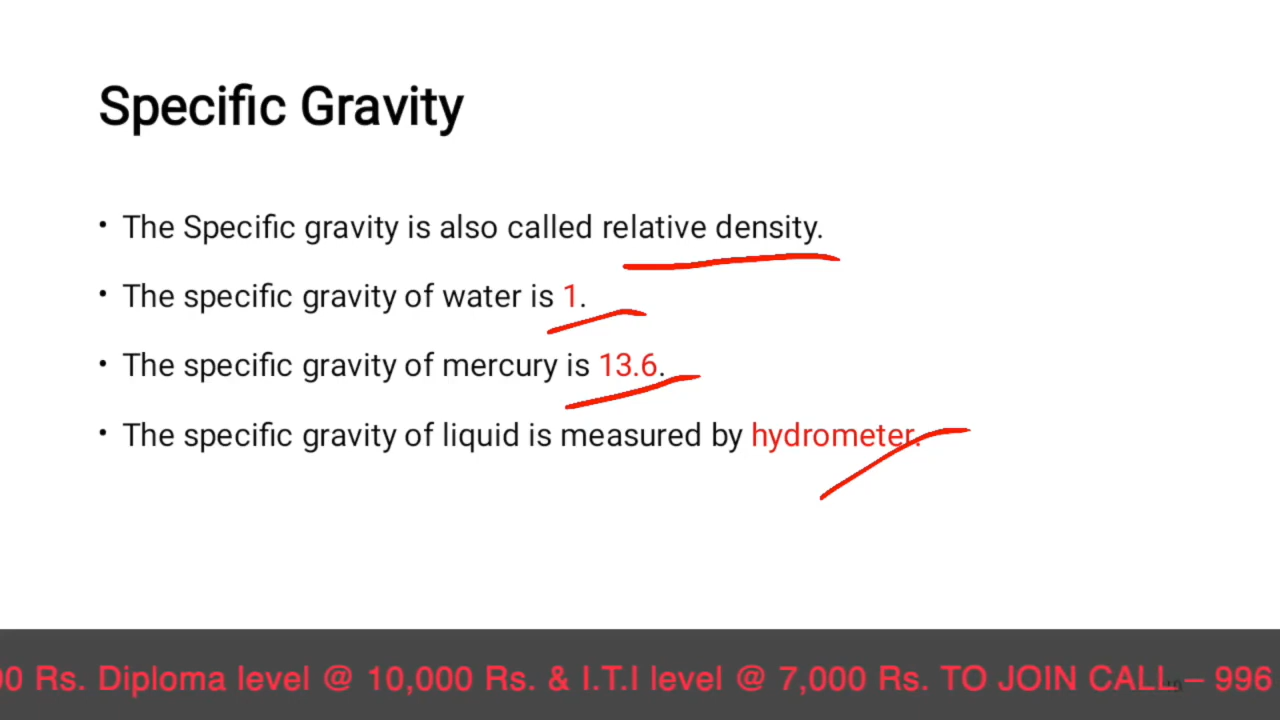 Specific Gravity
• The Specific gravity is also called relative density.
• The specific gravity of water is 1.
• The specific gravity of mercury is 13.6.
• The specific gravity of liquid is measured by hydrometer.
00 Rs. Diploma level @ 10,000 Rs. & I.T.I level @ 7,000 Rs. TO JOIN CALL – 996